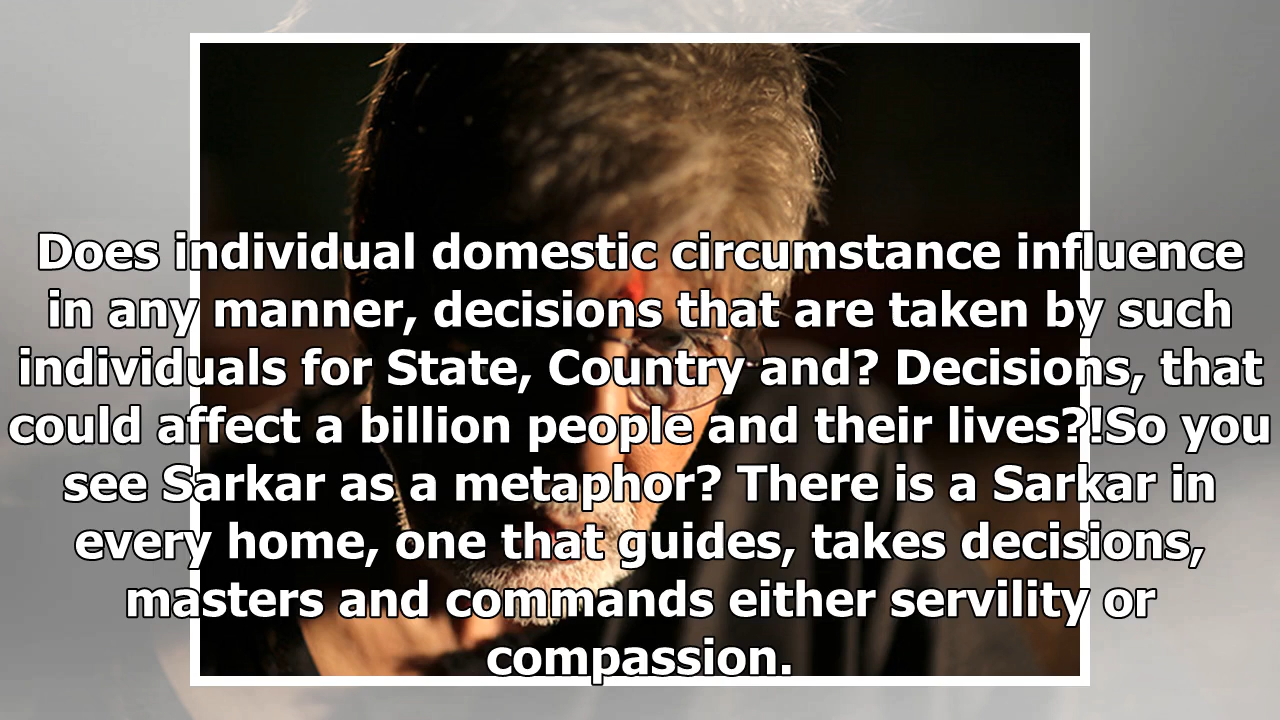 Does individual domestic circumstance influence
in any manner, decisions that are taken by such
individuals for State, Country and? Decisions, that
could affect a billion people and their lives?!So you
see Sarkar as a metaphor? There is a Sarkar in
every home, one that guides, takes decisions,
masters and commands either servility or
compassion.